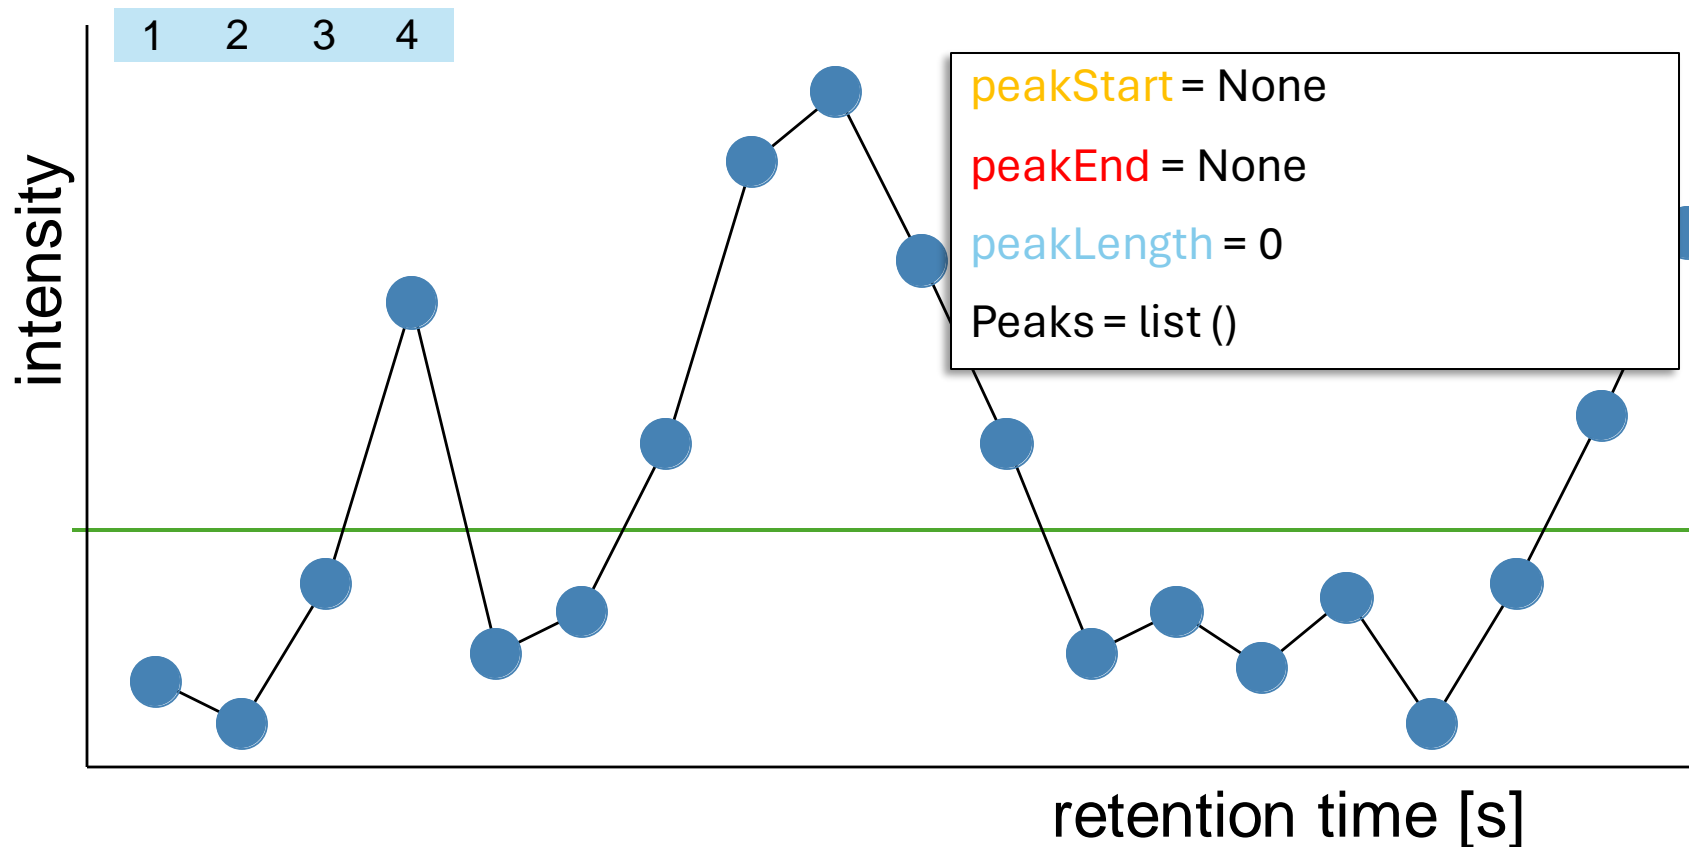 1 2 3 4
peakStart = None
peakEnd = None
peakLength = 0
Peaks = list ()
intensity
retention time [s]